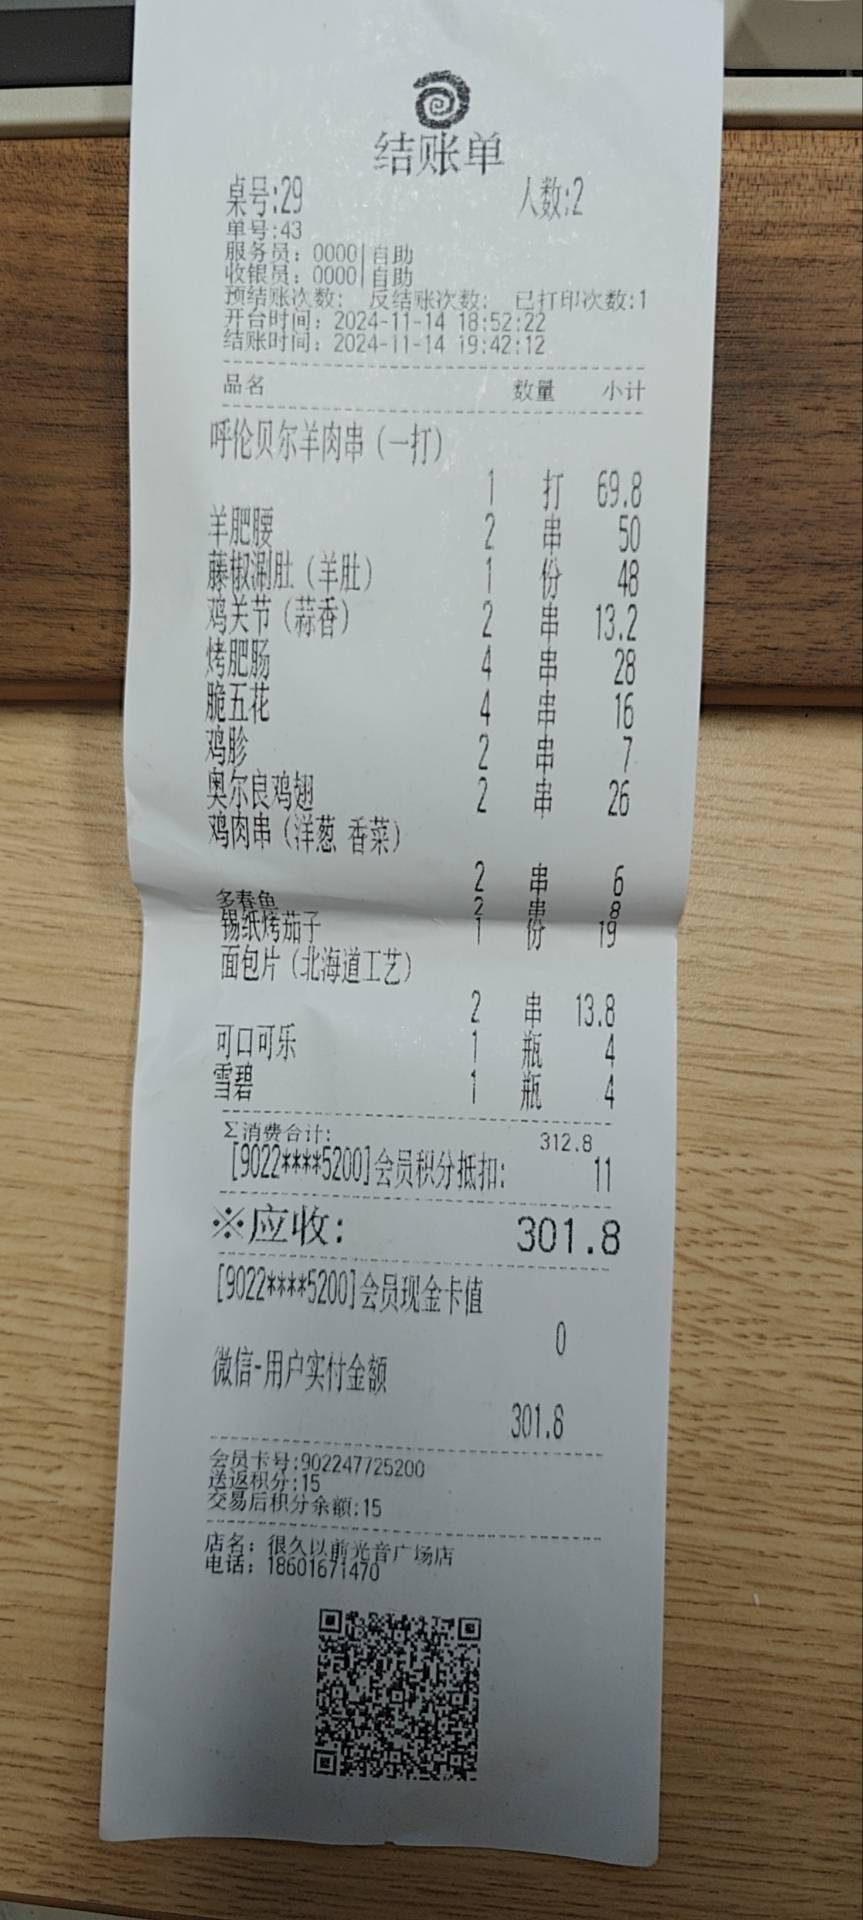 结账单
桌号:29 人数:2
单号:43
服务员: 0000|自助
收银员: 0000|自助
预结账次数: 反结账次数: 已打印次数:1
开台时间: 2024-11-14 18:52:22
结账时间: 2024-11-14 19:42:12
品名 数量 小计
呼伦贝尔羊肉串(一打)
1 打 69.8
羊肥腰 2 串 50
藤椒涮肚(羊肚) 1 份 48
鸡关节(蒜香) 2 串 13.2
烤肥肠 4 串 28
脆五花 4 串 16
鸡胗 2 串 7
奥尔良鸡翅 2 串 26
鸡肉串(洋葱 香菜)
2 串 6
多春鱼 2 串 8
锡纸烤茄子 1 份 19
面包片(北海道工艺)
2 串 13.8
可口可乐 1 瓶 4
雪碧 1 瓶 4
Σ消费合计: 312.8
[9022****5200]会员积分抵扣: 11
※应收: 301.8
[9022****5200]会员现金卡值
0
微信-用户实付金额
301.8
会员卡号:902247725200
送返积分:15
交易后积分余额:15
店名: 很久以前光音广场店
电话: 18601671470